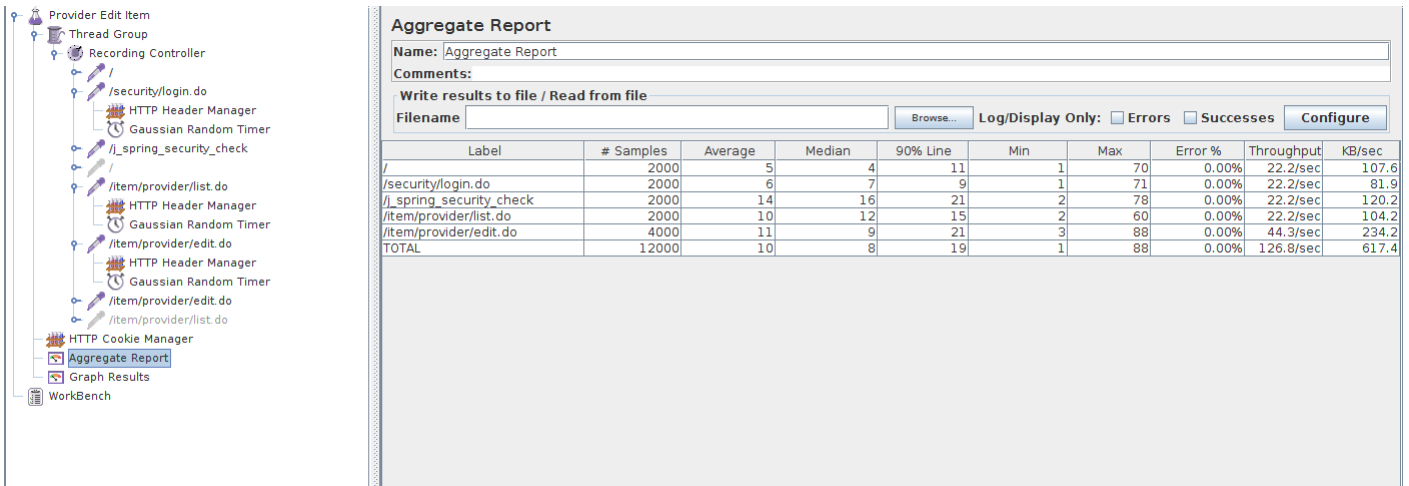 Provider Edit Item
Thread Group
Recording Controller
/
/security/login.do
HTTP Header Manager
Gaussian Random Timer
/j_spring_security_check
/
/item/provider/list.do
HTTP Header Manager
Gaussian Random Timer
/item/provider/edit.do
HTTP Header Manager
Gaussian Random Timer
/item/provider/edit.do
/item/provider/list.do
HTTP Cookie Manager
Aggregate Report
Graph Results
WorkBench
Aggregate Report
Name: Aggregate Report
Comments:
Write results to file / Read from file
Filename Browse... Log/Display Only: Errors Successes Configure
Label # Samples Average Median 90% Line Min Max Error % Throughput KB/sec
/ 2000 5 4 11 1 70 0.00% 22.2/sec 107.6
/security/login.do 2000 6 7 9 1 71 0.00% 22.2/sec 81.9
/j_spring_security_check 2000 14 16 21 2 78 0.00% 22.2/sec 120.2
/item/provider/list.do 2000 10 12 15 2 60 0.00% 22.2/sec 104.2
/item/provider/edit.do 4000 11 9 21 3 88 0.00% 44.3/sec 234.2
TOTAL 12000 10 8 19 1 88 0.00% 126.8/sec 617.4